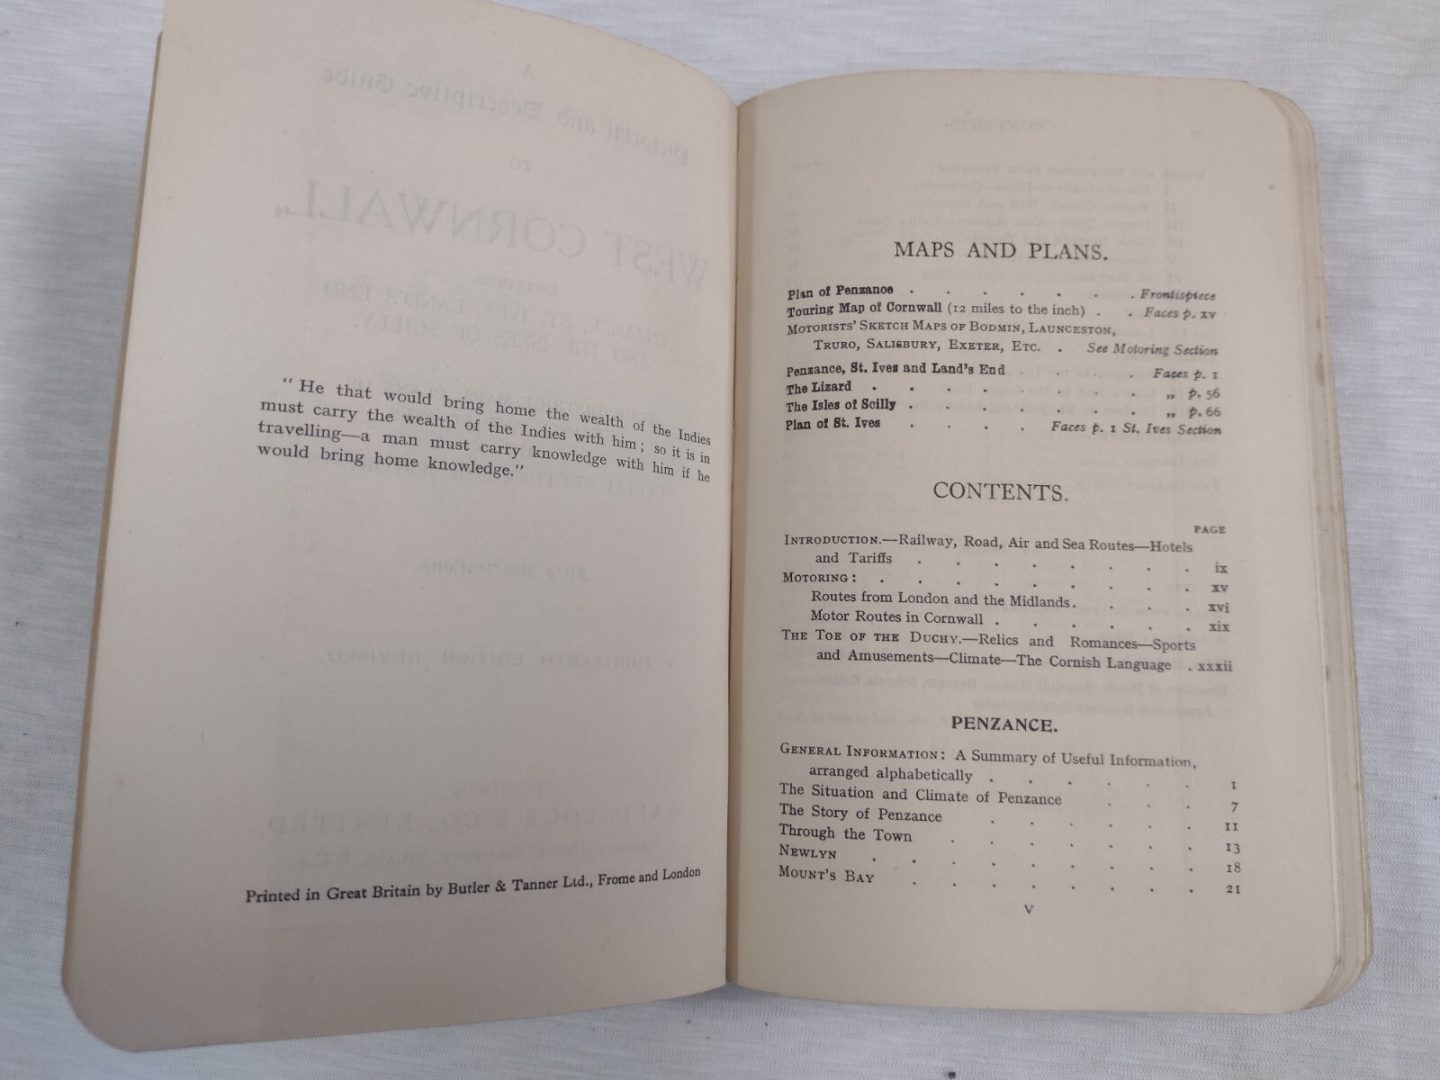 "He that would bring home the wealth of the Indies
must carry the wealth of the Indies with him; so it is in
travelling—a man must carry knowledge with him if he
would bring home knowledge."
Printed in Great Britain by Butler & Tanner Ltd., Frome and London
MAPS AND PLANS.
Plan of Penzance . . . . . . . Frontispiece
Touring Map of Cornwall (12 miles to the inch) . . Faces p. xv
MOTORISTS' SKETCH MAPS OF BODMIN, LAUNCESTON,
TRURO, SALISBURY, EXETER, ETC. . See Motoring Section
Penzance, St. Ives and Land's End . . . Faces p. 1
The Lizard . . . . . . . „ p. 56
The Isles of Scilly . . . . . . „ p. 66
Plan of St. Ives . . . . Faces p. 1 St. Ives Section
CONTENTS.
PAGE
INTRODUCTION.—Railway, Road, Air and Sea Routes—Hotels
and Tariffs . . . . . . . . ix
MOTORING: . . . . . . . . . xv
Routes from London and the Midlands . . . . xvi
Motor Routes in Cornwall . . . . . . xix
THE TOE OF THE DUCHY.—Relics and Romances—Sports
and Amusements—Climate—The Cornish Language . xxxii
PENZANCE.
GENERAL INFORMATION: A Summary of Useful Information,
arranged alphabetically . . . . . . 1
The Situation and Climate of Penzance . . . 7
The Story of Penzance . . . . . . 11
Through the Town . . . . . . . 13
NEWLYN . . . . . . . . . 18
MOUNT'S BAY . . . . . . . . 21
V